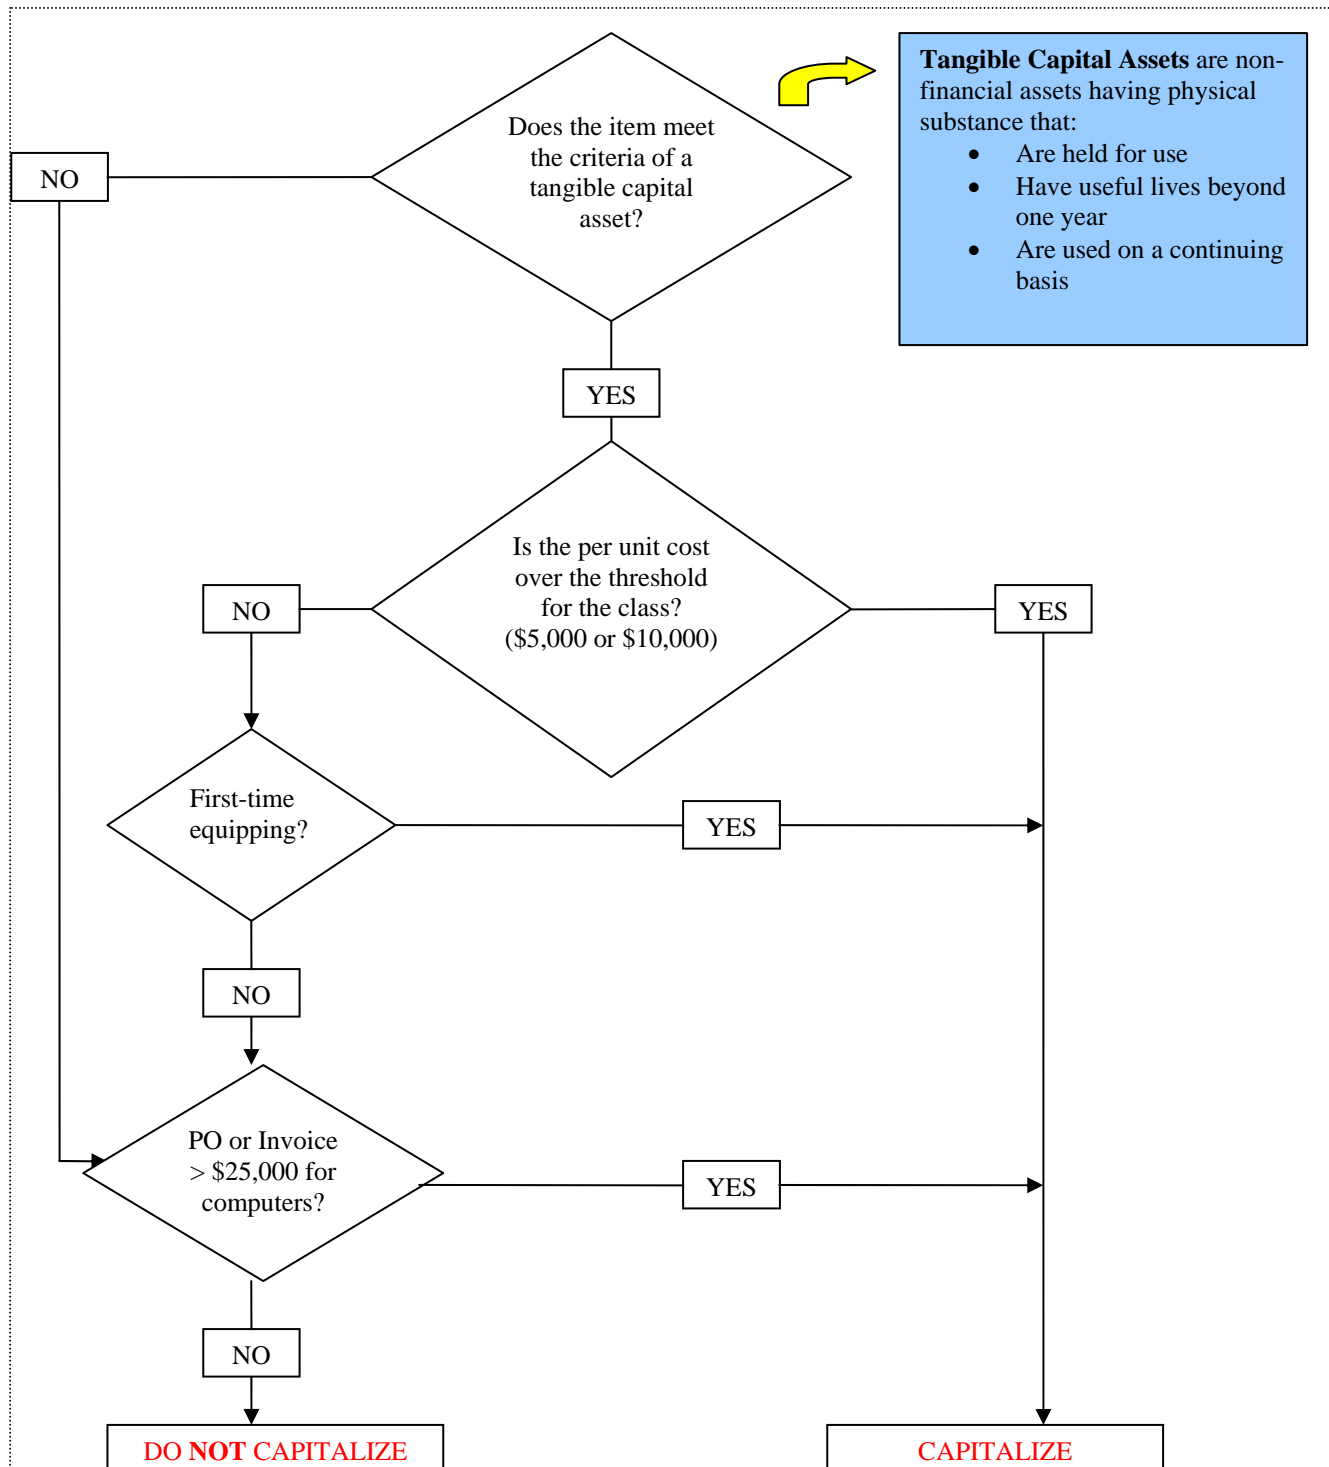 Does the item meet
the criteria of a
tangible capital
asset?
Tangible Capital Assets are non-
financial assets having physical
substance that:
• Are held for use
• Have useful lives beyond
one year
• Are used on a continuing
basis
NO
YES
Is the per unit cost
over the threshold
for the class?
($5,000 or $10,000)
NO
YES
First-time
equipping?
YES
NO
PO or Invoice
> $25,000 for
computers?
YES
NO
DO NOT CAPITALIZE
CAPITALIZE